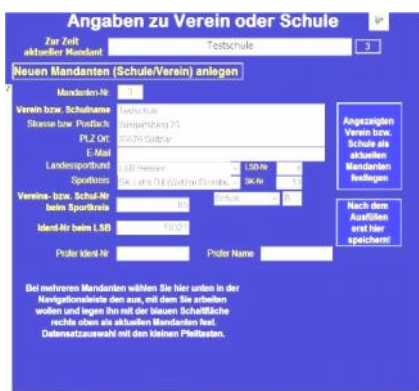 Angaben zu Verein oder Schule
Zur Zeit
aktueller Mandant
Testschule
3
Neuen Mandanten (Schule/Verein) anlegen
Mandanten-Nr.
3
Verein bzw. Schulname
Testschule
Strasse bzw. Postfach:
PLZ Ort:
E-Mail
Landessportbund
LSB Hessen
LSB-Nr
Sportkreis
SK-Nr
13
Vereins- bzw. Schul-Nr
beim Sportkreis
Schule
Ident-Nr beim LSB
Prüfer Ident-Nr
Prüfer Name
Angezeigten
Verein bzw.
Schule als
aktuellen
Mandanten
festlegen
Nach dem
Ausfüllen
erst hier
speichern!
Bei mehreren Mandanten wählen Sie hier unten in der
Navigationsleiste den aus, mit dem Sie arbeiten
wollen und legen ihn mit der blauen Schaltfläche
rechts oben als aktuellen Mandanten fest.
Datensatzauswahl mit den kleinen Pfeiltasten.